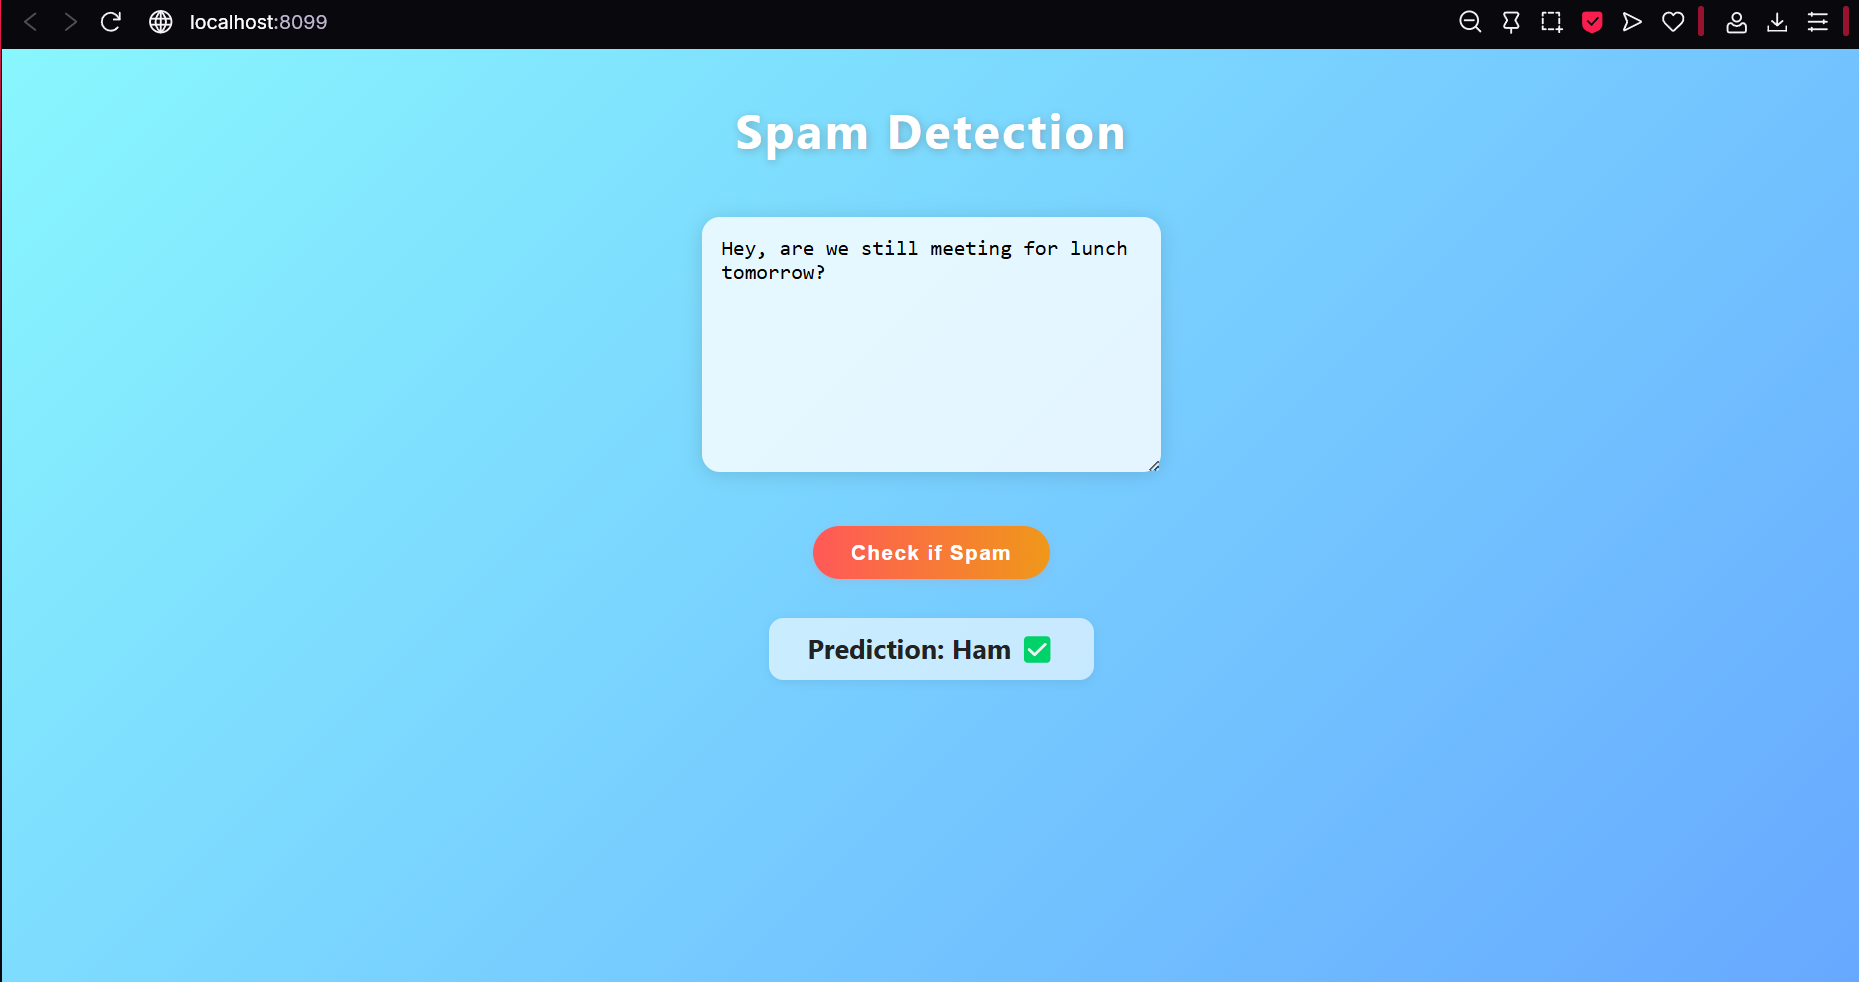 localhost:8099
Spam Detection
Hey, are we still meeting for lunch
tomorrow?
Check if Spam
Prediction: Ham ✅